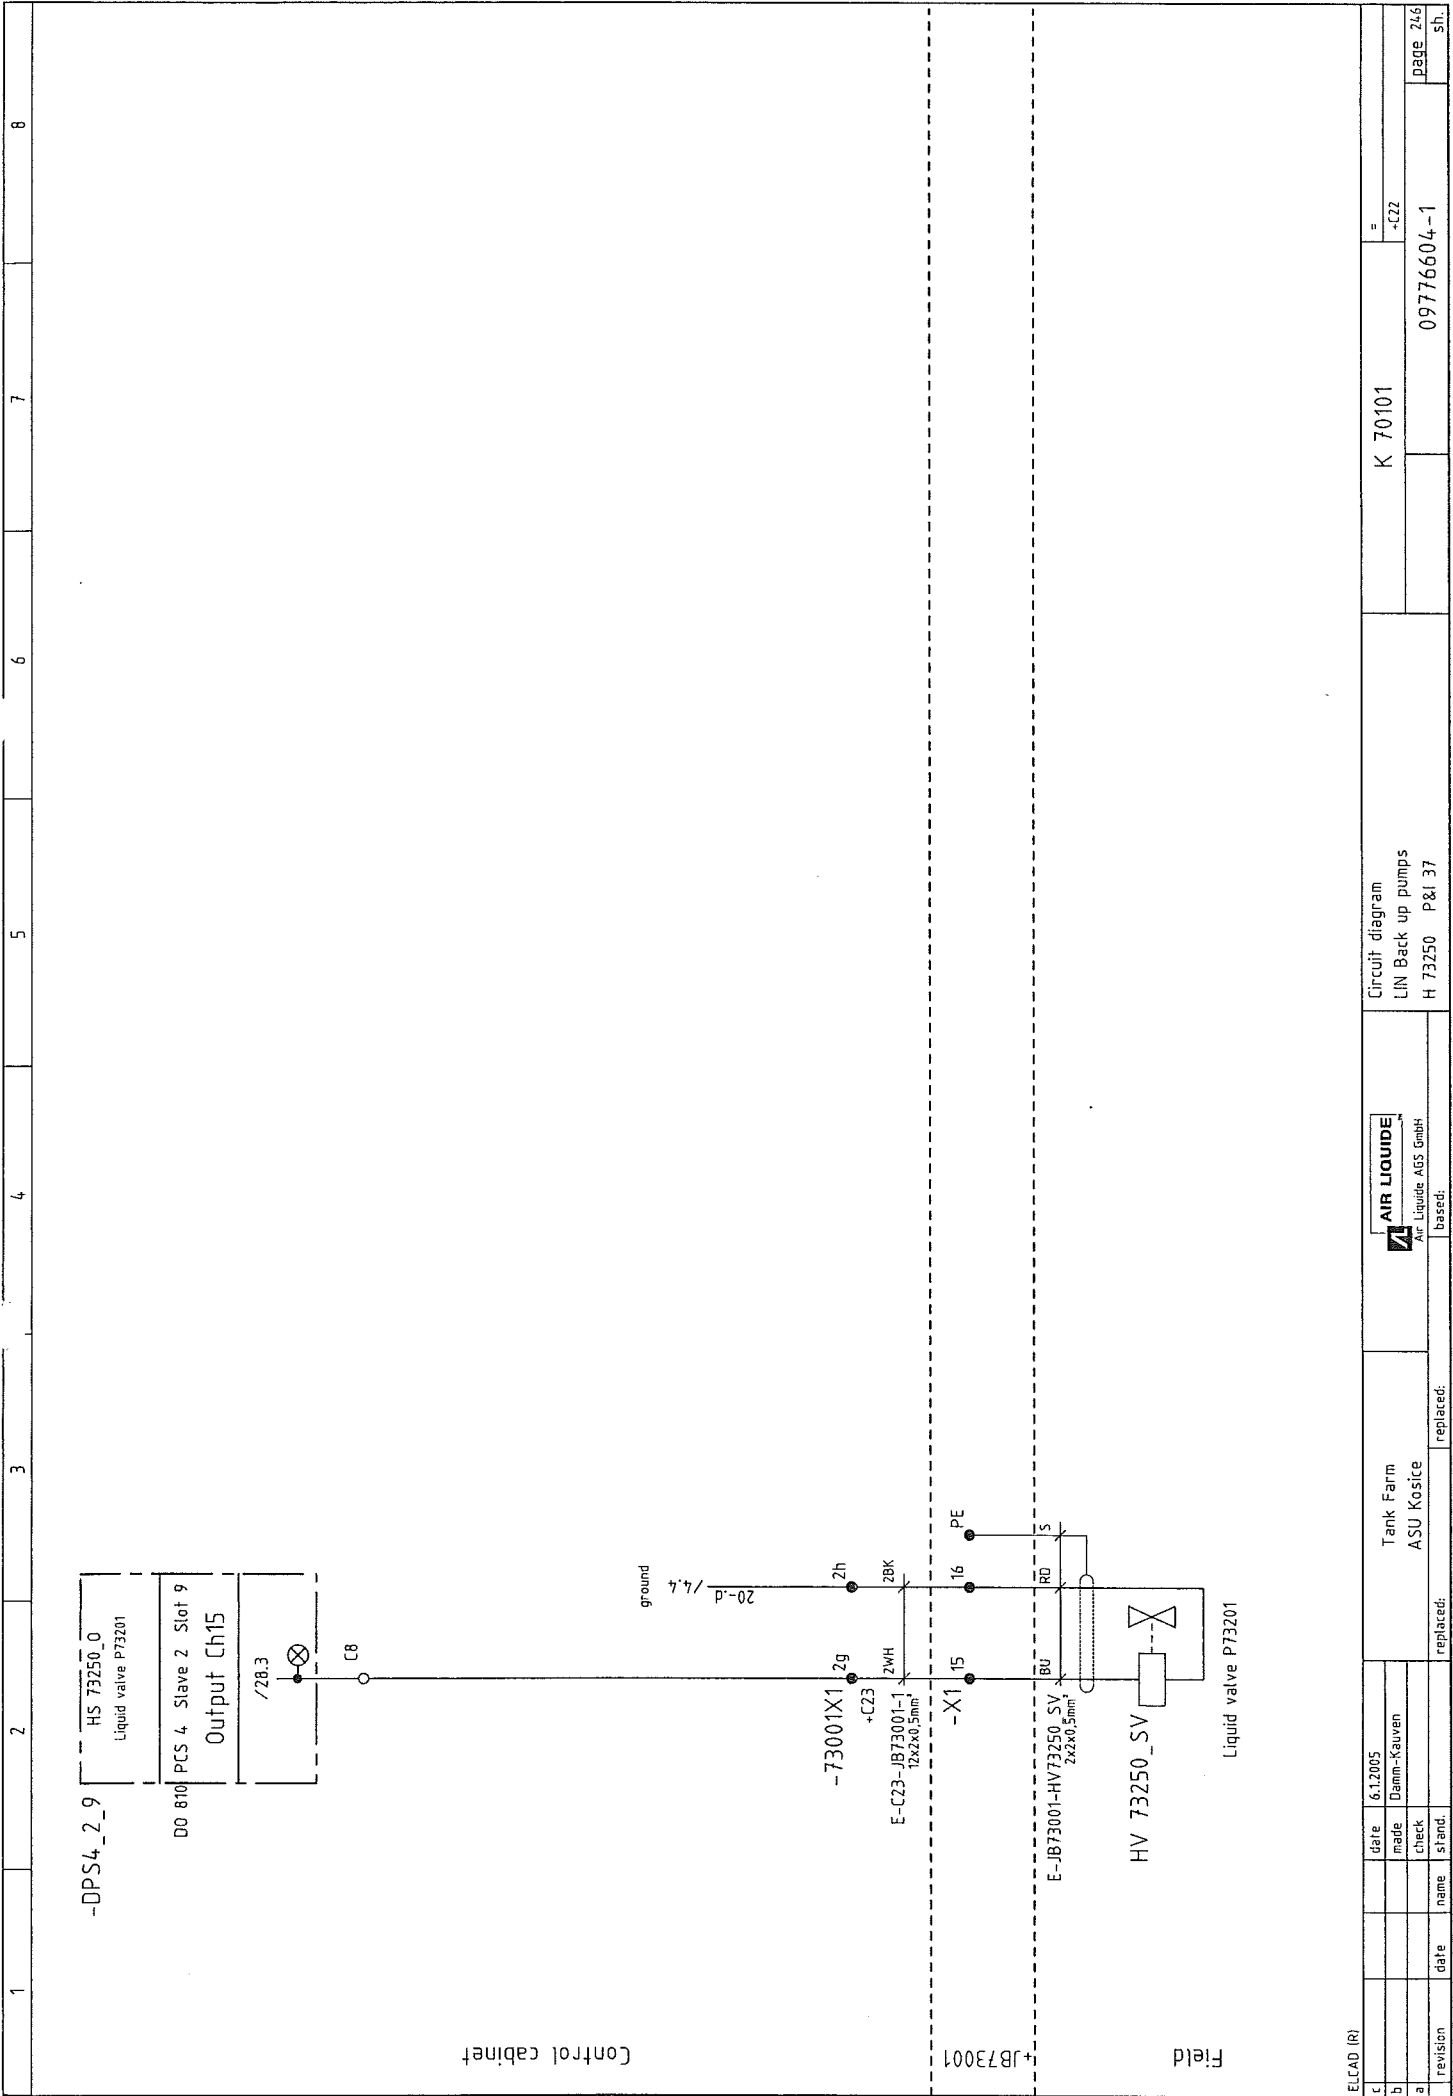 1 2 3 4 5 6 7 8
-DPS4_2_9
HS 73250_O
Liquid valve P73201
DO 810 PCS 4 Slave 2 Slot 9
Output Ch15
/28.3
C8
ground
/4.4
20-.d
-73001X1 2g 2h
+C23
2WH 2BK
E-C23-JB73001-1
12x2x0,5mm²
-X1 15 16 PE
BU RD S
E-JB73001-HV73250_SV
2x2x0,5mm²
HV 73250_SV
Liquid valve P73201
Control cabinet
+JB73001
Field
ELCAD (R)
c
b
a
revision date name
date 6.1.2005
made Damm-Kauven
check
stand.
Tank Farm
ASU Kosice
replaced: replaced: based:
AIR LIQUIDE
Air Liquide AGS GmbH
Circuit diagram
LIN Back up pumps
H 73250 P&I 37
K 70101
=
+C22
09776604-1
page 246
sh.